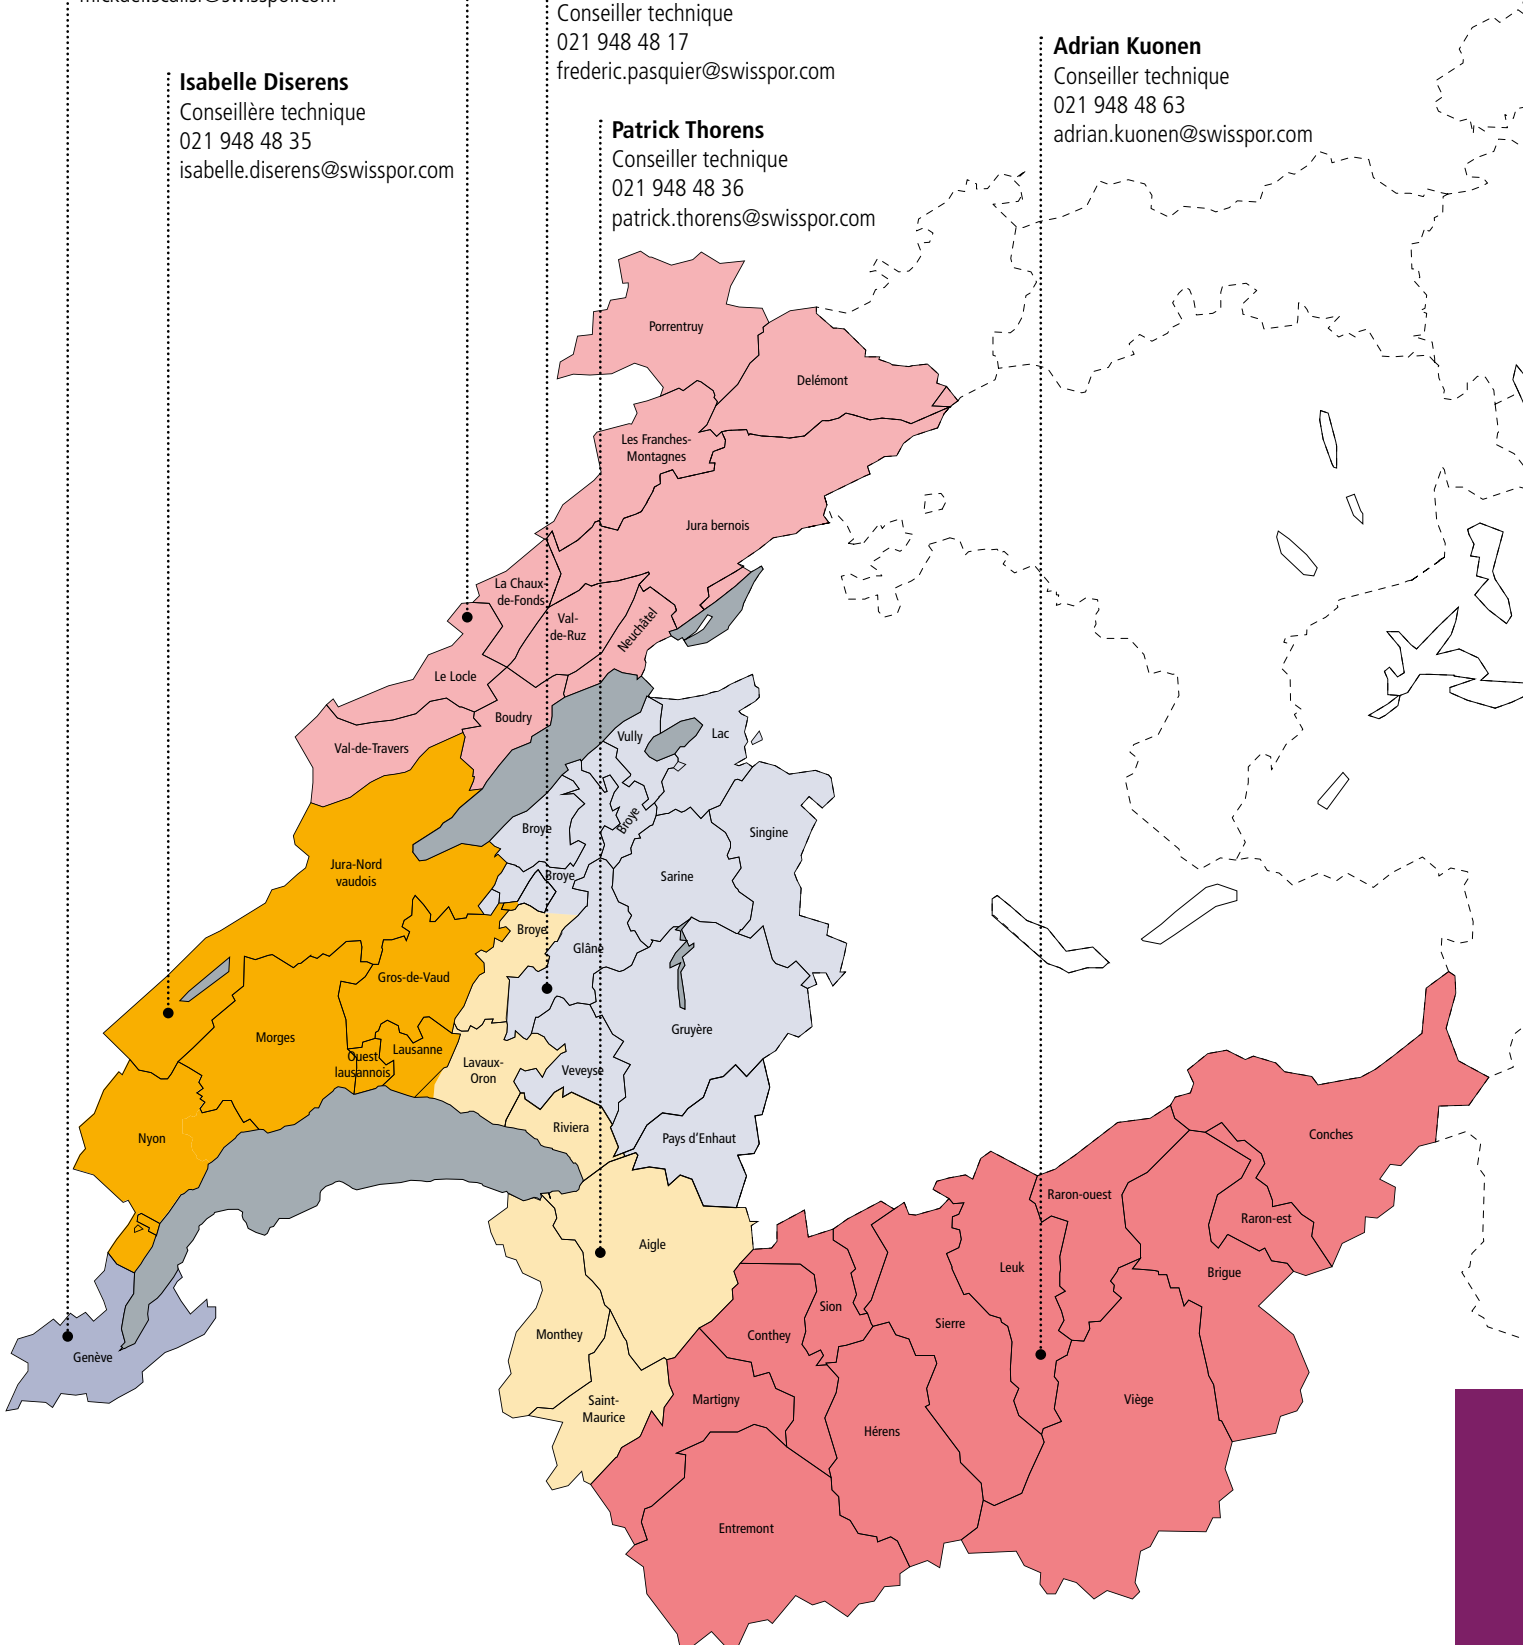 Conseiller technique
021 948 48 17
frederic.pasquier@swisspor.com
Adrian Kuonen
Conseiller technique
021 948 48 63
adrian.kuonen@swisspor.com
Isabelle Diserens
Conseillère technique
021 948 48 35
isabelle.diserens@swisspor.com
Patrick Thorens
Conseiller technique
021 948 48 36
patrick.thorens@swisspor.com
Porrentruy
Delémont
Les Franches-
Montagnes
Jura bernois
La Chaux-
de-Fonds
Val-
de-Ruz
Neuchâtel
Le Locle
Boudry
Val-de-Travers
Vully
Lac
Broye
Broye
Singine
Jura-Nord
vaudois
Broye
Sarine
Broye
Glâne
Gros-de-Vaud
Gruyère
Morges
Ouest
lausannois
Lausanne
Lavaux-
Oron
Veveyse
Nyon
Riviera
Pays d'Enhaut
Conches
Raron-ouest
Raron-est
Aigle
Leuk
Brigue
Sion
Sierre
Monthey
Conthey
Genève
Saint-
Maurice
Martigny
Viège
Hérens
Entremont